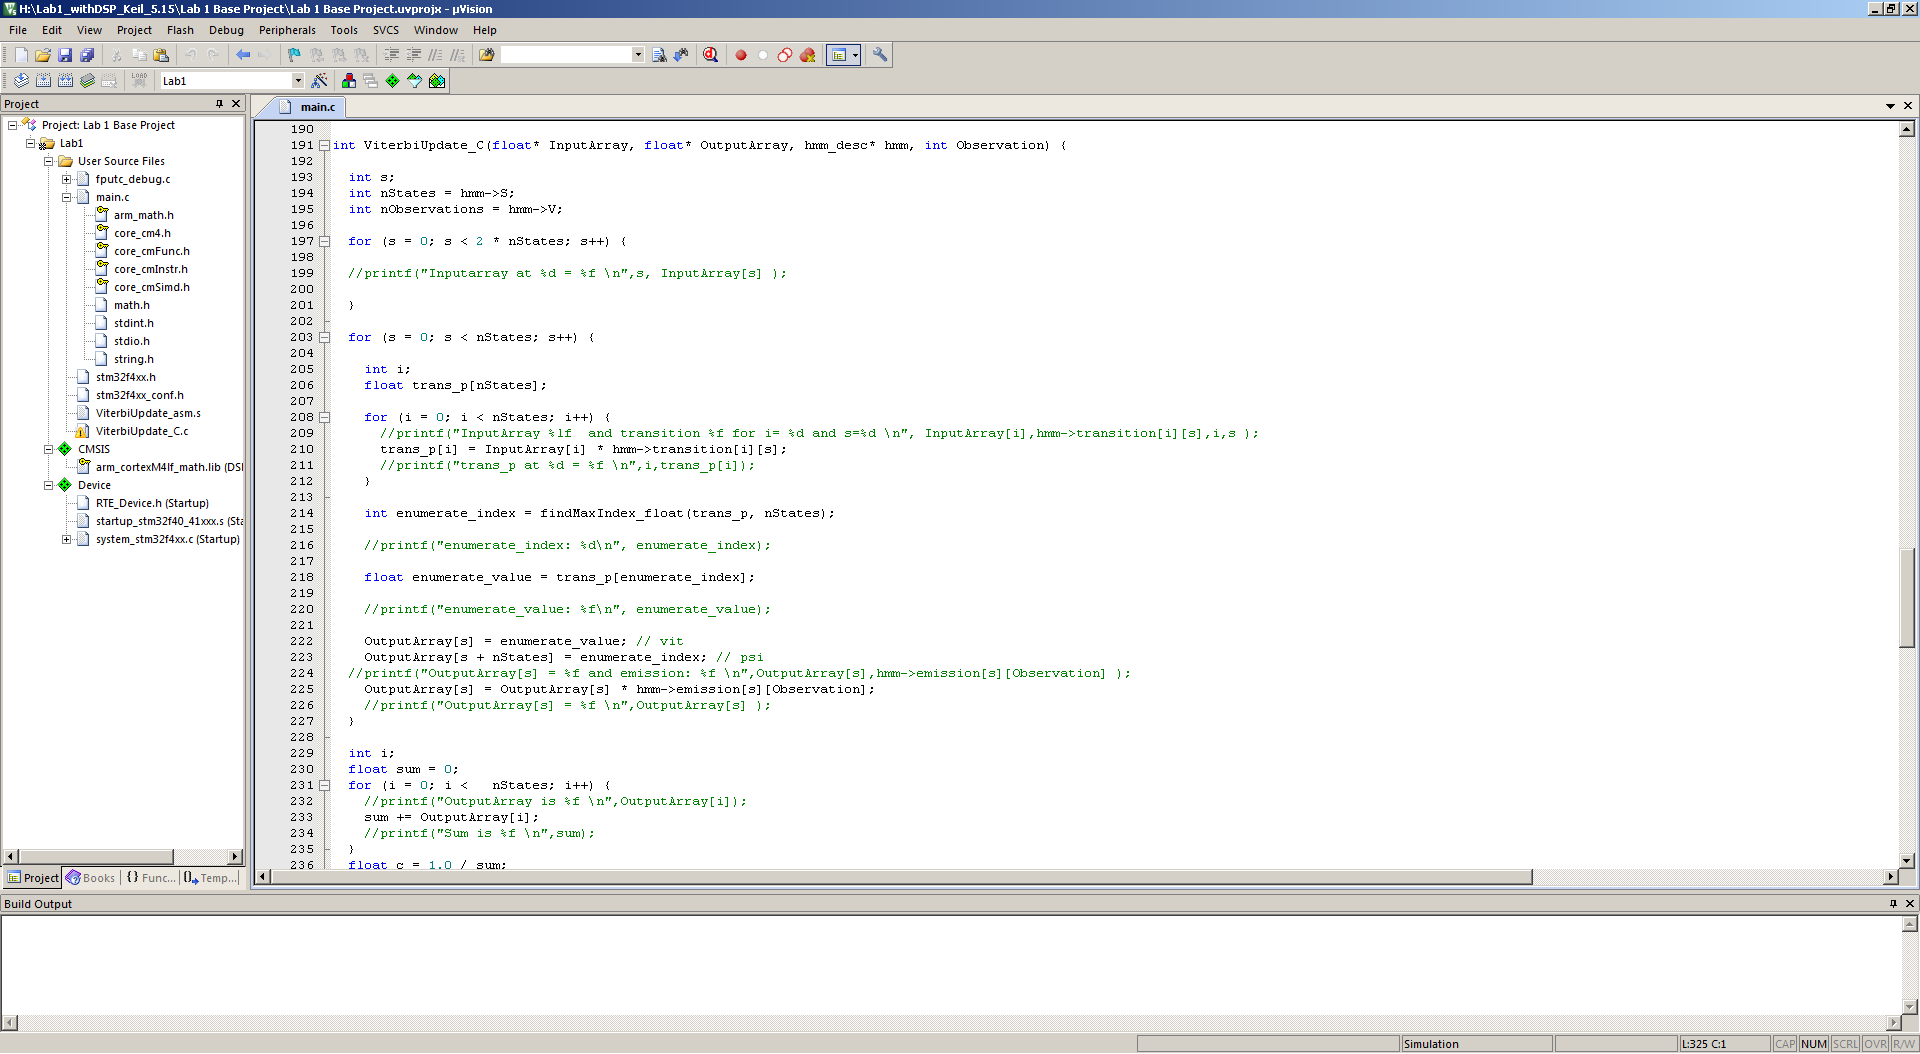 H:\Lab1_withDSP_Keil_5.15\Lab 1 Base Project\Lab 1 Base Project.uvprojx - µVision
File Edit View Project Flash Debug Peripherals Tools SVCS Window Help
LOAD Lab1
Project
Project: Lab 1 Base Project
Lab1
User Source Files
fputc_debug.c
main.c
arm_math.h
core_cm4.h
core_cmFunc.h
core_cmInstr.h
core_cmSimd.h
math.h
stdint.h
stdio.h
string.h
stm32f4xx.h
stm32f4xx_conf.h
ViterbiUpdate_asm.s
ViterbiUpdate_C.c
CMSIS
arm_cortexM4lf_math.lib (DSI
Device
RTE_Device.h (Startup)
startup_stm32f40_41xxx.s (Sta
system_stm32f4xx.c (Startup)
Project Books {} Func... Temp...
main.c
190
191 int ViterbiUpdate_C(float* InputArray, float* OutputArray, hmm_desc* hmm, int Observation) {
192
193 int s;
194 int nStates = hmm->S;
195 int nObservations = hmm->V;
196
197 for (s = 0; s < 2 * nStates; s++) {
198
199 //printf("Inputarray at %d = %f \n",s, InputArray[s] );
200
201 }
202
203 for (s = 0; s < nStates; s++) {
204
205 int i;
206 float trans_p[nStates];
207
208 for (i = 0; i < nStates; i++) {
209 //printf("InputArray %lf  and transition %f for i= %d and s=%d \n", InputArray[i],hmm->transition[i][s],i,s );
210 trans_p[i] = InputArray[i] * hmm->transition[i][s];
211 //printf("trans_p at %d = %f \n",i,trans_p[i]);
212 }
213
214 int enumerate_index = findMaxIndex_float(trans_p, nStates);
215
216 //printf("enumerate_index: %d\n", enumerate_index);
217
218 float enumerate_value = trans_p[enumerate_index];
219
220 //printf("enumerate_value: %f\n", enumerate_value);
221
222 OutputArray[s] = enumerate_value; // vit
223 OutputArray[s + nStates] = enumerate_index; // psi
224 //printf("OutputArray[s] = %f and emission: %f \n",OutputArray[s],hmm->emission[s][Observation] );
225 OutputArray[s] = OutputArray[s] * hmm->emission[s][Observation];
226 //printf("OutputArray[s] = %f \n",OutputArray[s] );
227 }
228
229 int i;
230 float sum = 0;
231 for (i = 0; i <   nStates; i++) {
232 //printf("OutputArray is %f \n",OutputArray[i]);
233 sum += OutputArray[i];
234 //printf("Sum is %f \n",sum);
235 }
236 float c = 1.0 / sum;
Build Output
Simulation L:325 C:1 CAP NUM SCRL OVR R/W